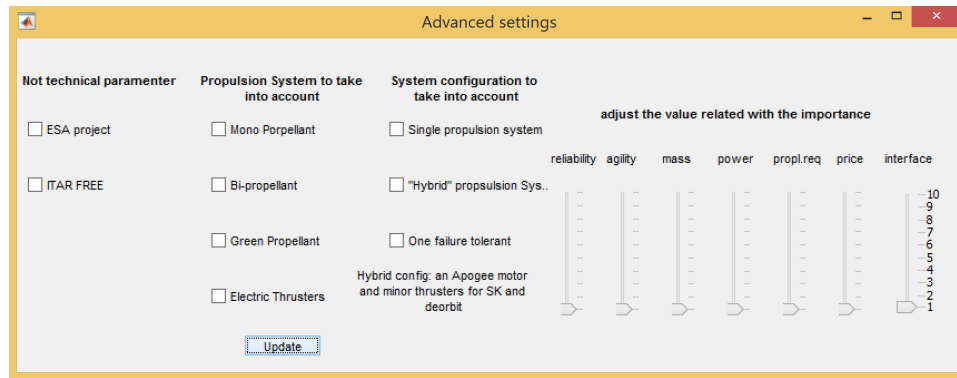 Advanced settings
Not technical paramenter
Propulsion System to take
into account
System configuration to
take into account
adjust the value related with the importance
ESA project
Mono Porpellant
Single propulsion system
reliability agility mass power propl.req price interface
ITAR FREE
Bi-propellant
"Hybrid" propsulsion Sys..
10
9
8
7
6
5
4
3
2
1
Green Propellant
One failure tolerant
Electric Thrusters
Hybrid config: an Apogee motor
and minor thrusters for SK and
deorbit
Update